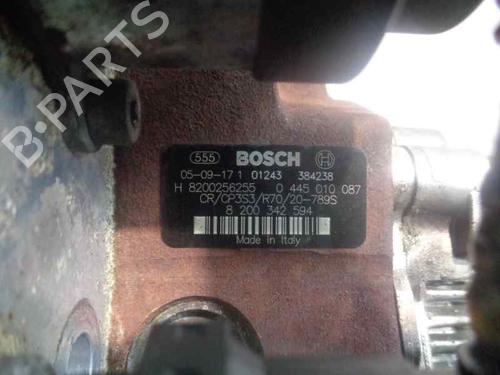 555 BOSCH
05-09-17 1 01243 384238
H 8200256255 0 445 010 087
CR/CP3S3/R70/20-789S
8 200 342 594
Made in Italy
B-PARTS